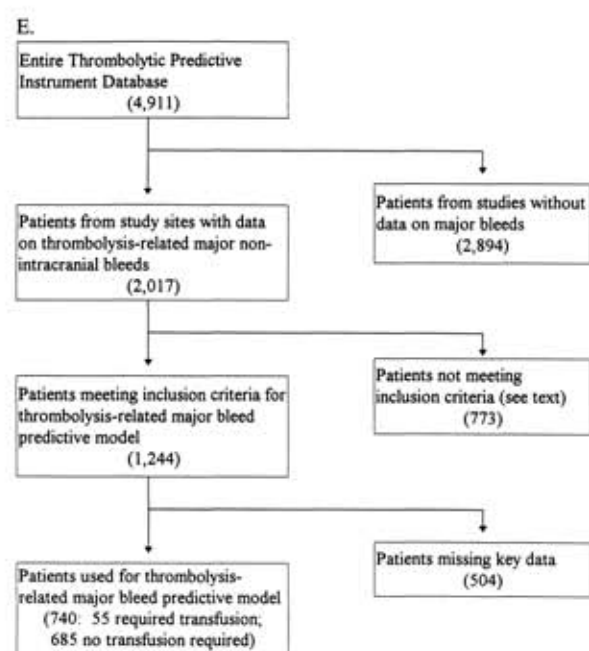 E.
Entire Thrombolytic Predictive
Instrument Database
(4,911)
Patients from study sites with data
on thrombolysis-related major non-
intracranial bleeds
(2,017)
Patients from studies without
data on major bleeds
(2,894)
Patients meeting inclusion criteria for
thrombolysis-related major bleed
predictive model
(1,244)
Patients not meeting
inclusion criteria (see text)
(773)
Patients used for thrombolysis-
related major bleed predictive model
(740: 55 required transfusion;
685 no transfusion required)
Patients missing key data
(504)